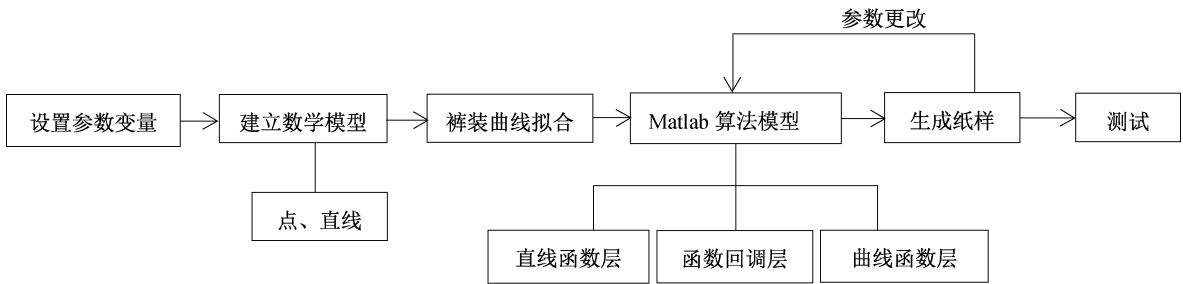 参数更改
设置参数变量
建立数学模型
裤装曲线拟合
Matlab 算法模型
生成纸样
测试
点、直线
直线函数层
函数回调层
曲线函数层